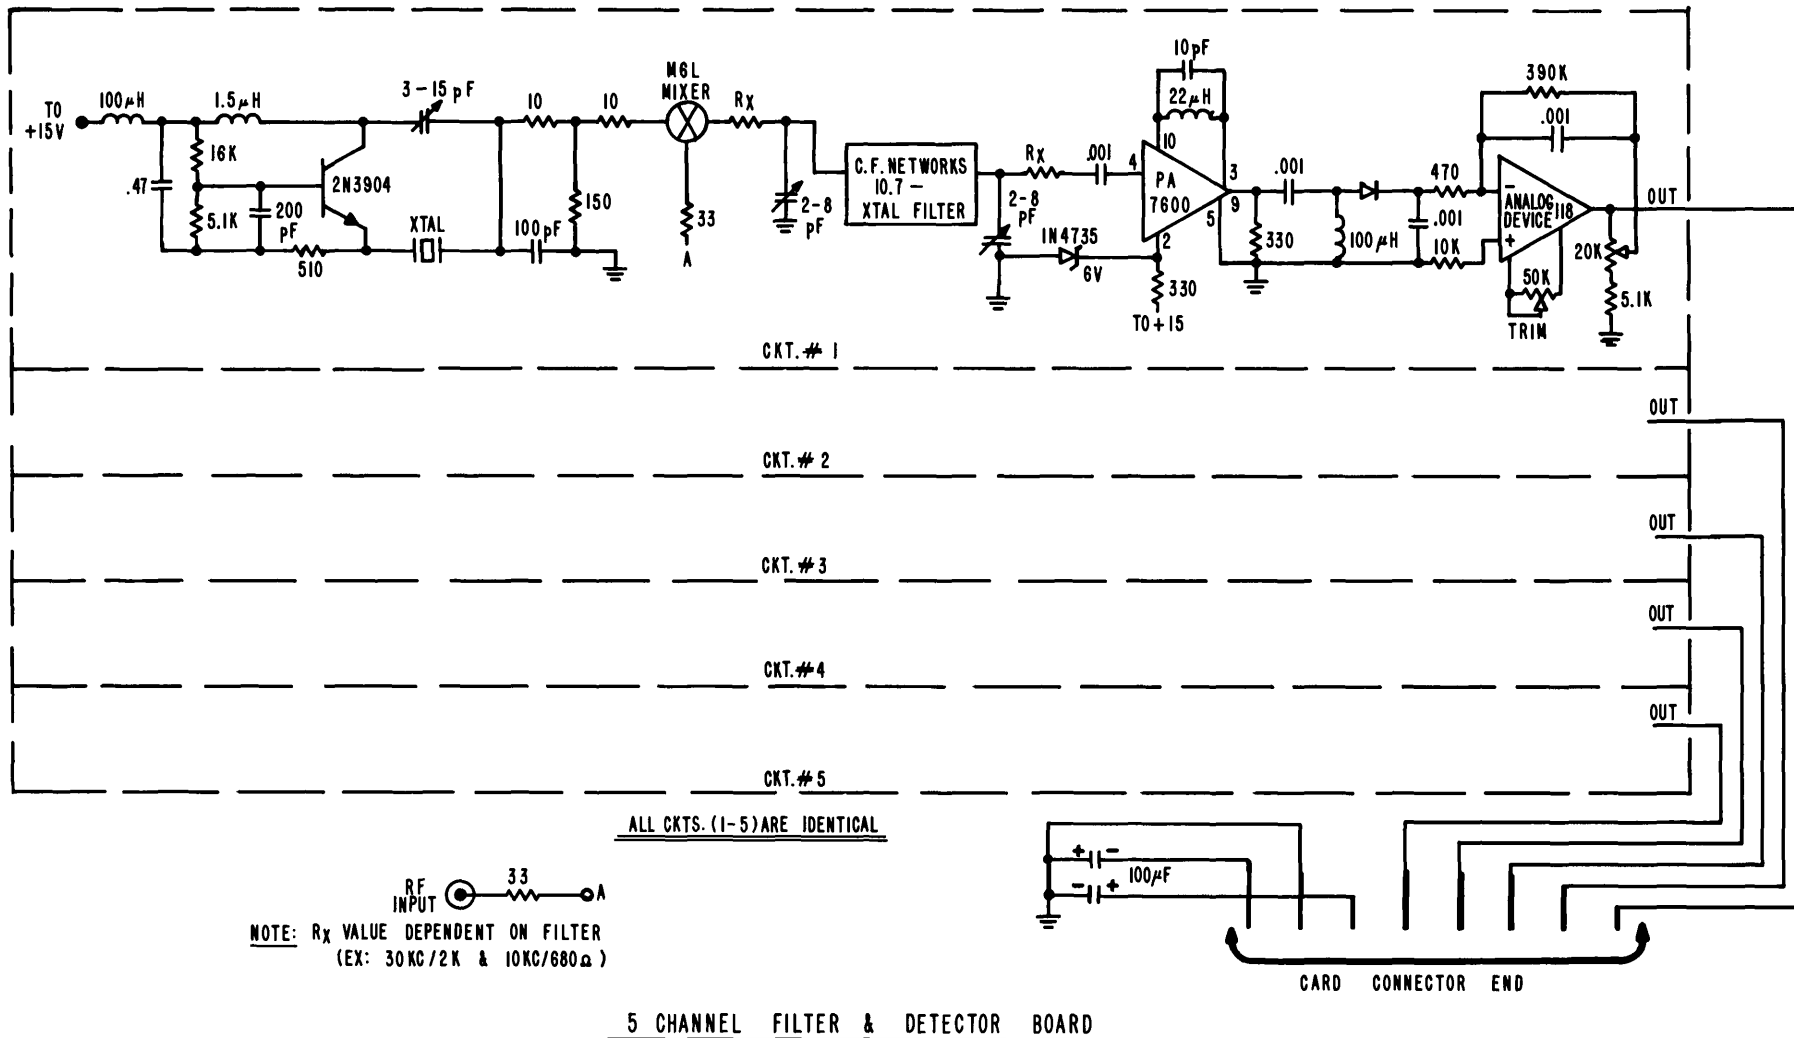 TO
+15V
100μH
1.5μH
3-15 pF
10
10
M6L
MIXER
RX
16K
.47
5.1K
200
pF
2N3904
510
XTAL
100pF
150
33
A
2-8
pF
C.F. NETWORKS
10.7 -
XTAL FILTER
RX
.001
2-8
pF
1N4735
6V
10pF
22μH
10
4
PA
7600
3
9
5
2
330
TO +15
.001
330
100μH
.001
470
10K
390K
.001
-
ANALOG
DEVICE 118
+
50K
TRIM
20K
5.1K
OUT
CKT. # 1
OUT
CKT. # 2
OUT
CKT. # 3
OUT
CKT. # 4
OUT
CKT. # 5
ALL CKTS. (1-5) ARE IDENTICAL
RF
INPUT
33
A
NOTE: RX VALUE DEPENDENT ON FILTER
(EX: 30KC/2K & 10KC/680Ω)
+ -
100μF
- +
CARD CONNECTOR END
5 CHANNEL FILTER & DETECTOR BOARD